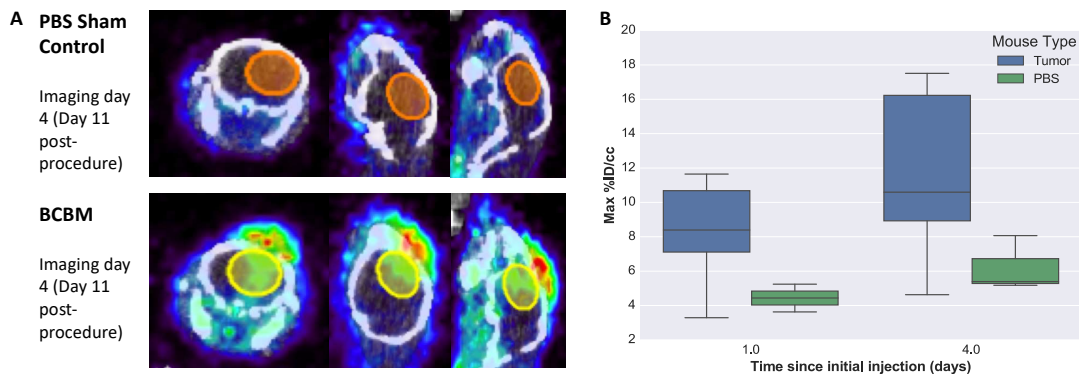 A
PBS Sham
Control
Imaging day
4 (Day 11
post-
procedure)
BCBM
Imaging day
4 (Day 11
post-
procedure)
B
20
18
16
14
12
10
8
6
4
2
Max %ID/cc
Mouse Type
Tumor
PBS
1.0
4.0
Time since initial injection (days)